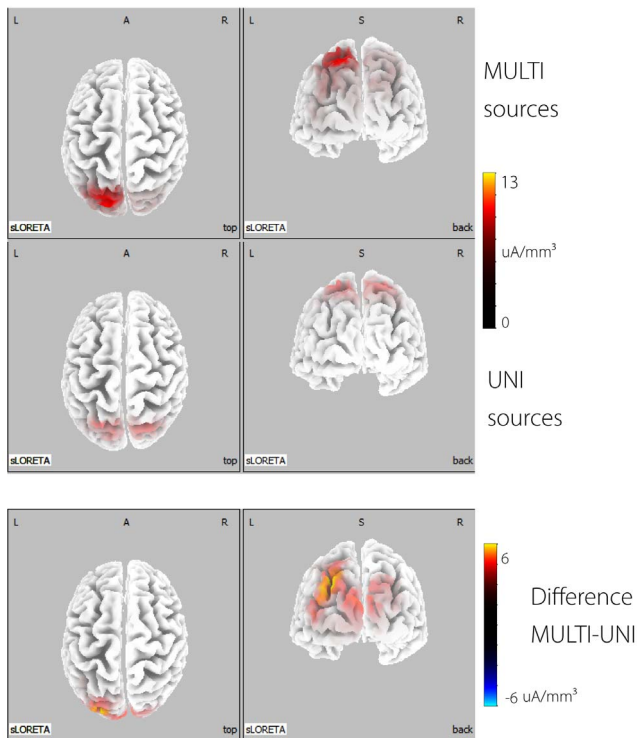 L A R
sLORETA top
L S R
sLORETA back
MULTI
sources
13
uA/mm³
0
L A R
sLORETA top
L S R
sLORETA back
UNI
sources
L A R
sLORETA top
L S R
sLORETA back
6
-6 uA/mm³
Difference
MULTI-UNI